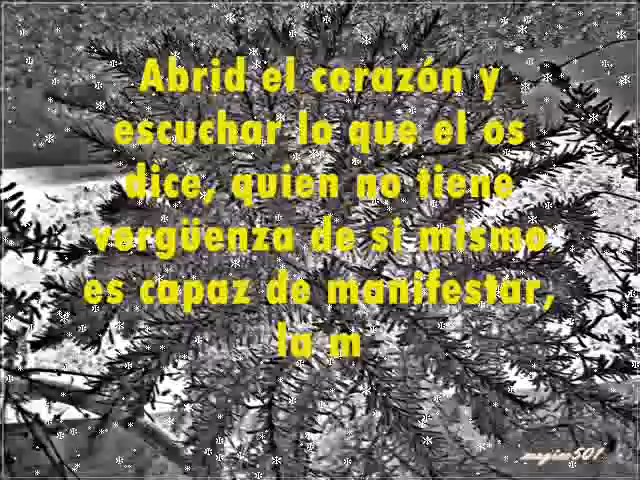 Abrid el corazón y
escuchar lo que el os
dice, quien no tiene
vergüenza de si mismo
es capaz de manifestar,
la m